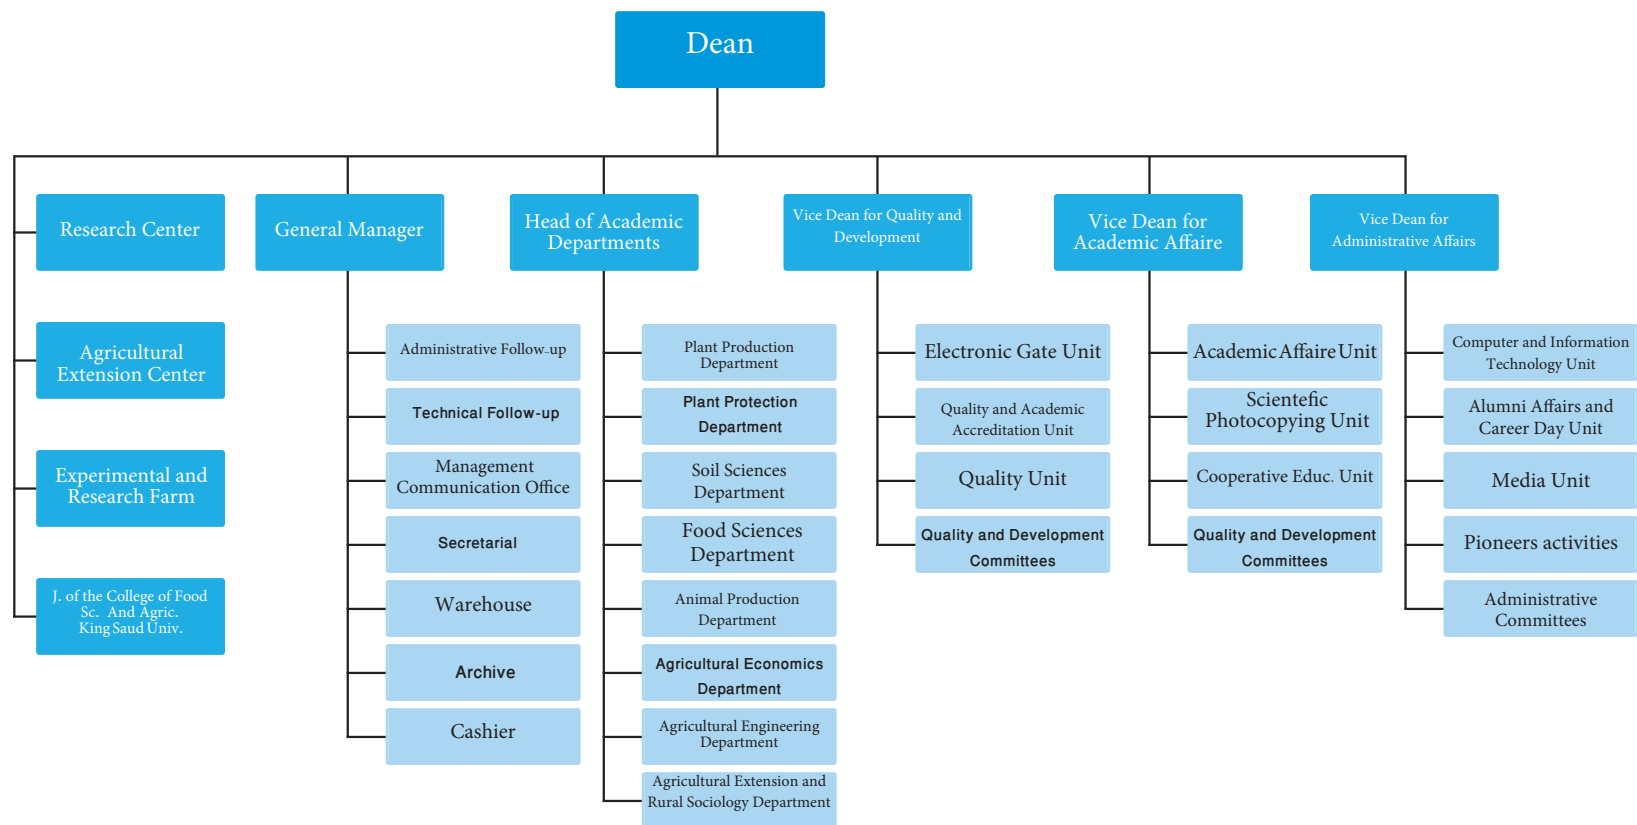 Dean
Research Center
General Manager
Head of Academic
Departments
Vice Dean for Quality and
Development
Vice Dean for
Academic Affaire
Vice Dean for
Administrative Affairs
Agricultural
Extension Center
Experimental and
Research Farm
J. of the College of Food
Sc. And Agric.
King Saud Univ.
Administrative Follow-up
Technical Follow-up
Management
Communication Office
Secretarial
Warehouse
Archive
Cashier
Plant Production
Department
Plant Protection
Department
Soil Sciences
Department
Food Sciences
Department
Animal Production
Department
Agricultural Economics
Department
Agricultural Engineering
Department
Agricultural Extension and
Rural Sociology Department
Electronic Gate Unit
Quality and Academic
Accreditation Unit
Quality Unit
Quality and Development
Committees
Academic Affaire Unit
Scientefic
Photocopying Unit
Cooperative Educ. Unit
Quality and Development
Committees
Computer and Information
Technology Unit
Alumni Affairs and
Career Day Unit
Media Unit
Pioneers activities
Administrative
Committees